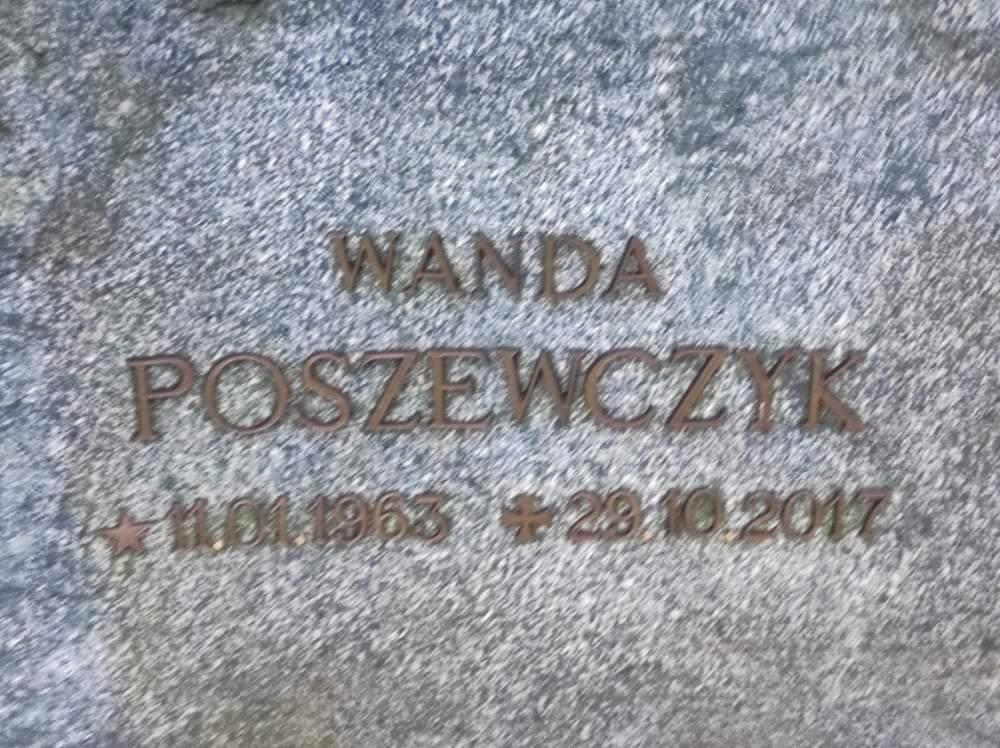 WANDA
POSZEWCZYK
★ 11.01.1963 ✠ 29.10.2017